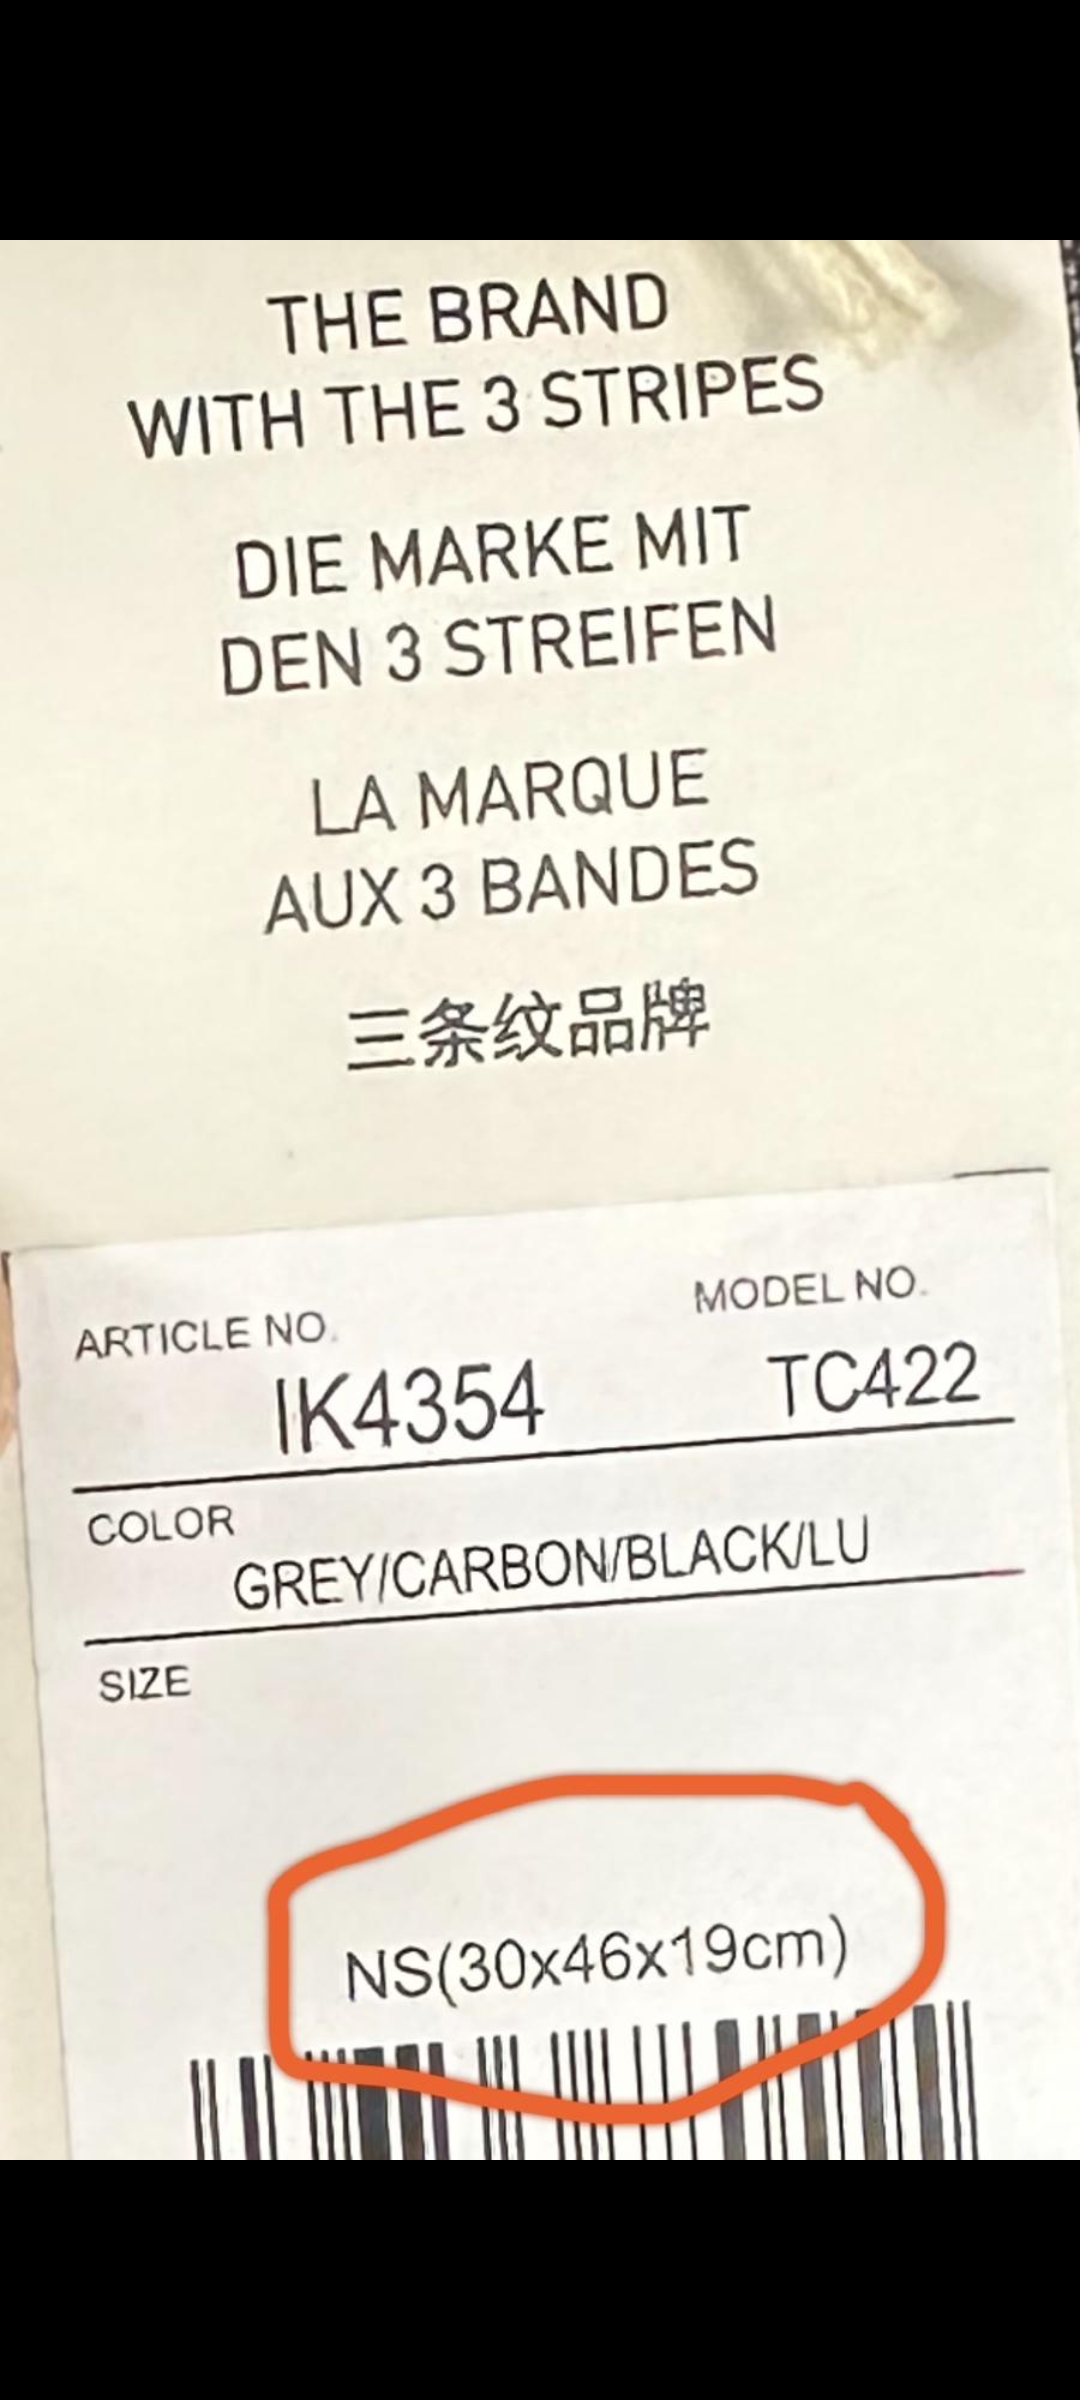 THE BRAND
WITH THE 3 STRIPES
DIE MARKE MIT
DEN 3 STREIFEN
LA MARQUE
AUX 3 BANDES
三条纹品牌
ARTICLE NO.
MODEL NO.
IK4354
TC422
COLOR
GREY/CARBON/BLACK/LU
SIZE
NS(30x46x19cm)